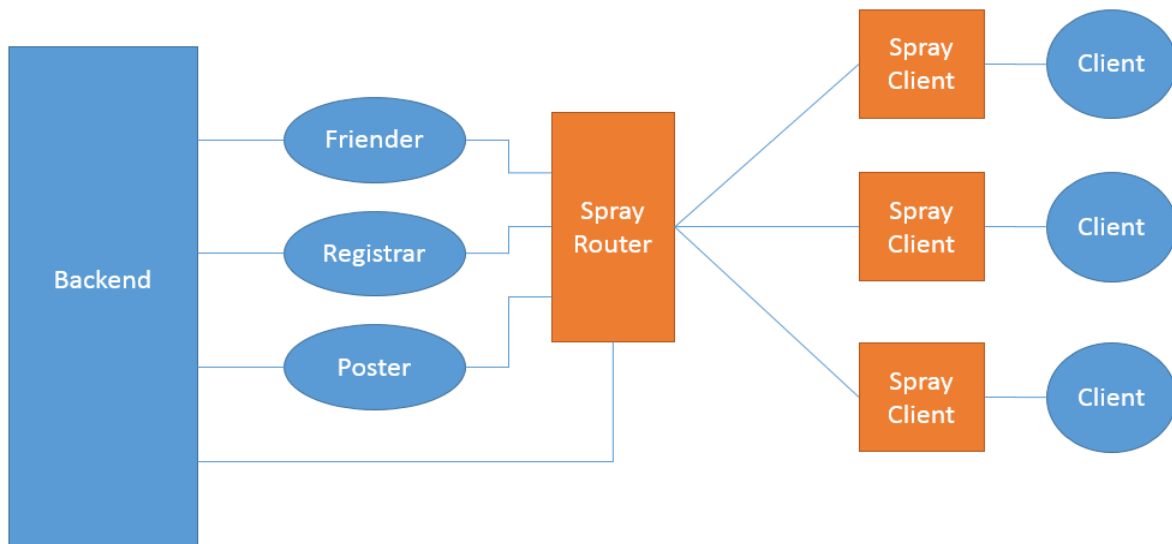 Backend
Friender
Registrar
Poster
Spray
Router
Spray
Client
Client
Spray
Client
Client
Spray
Client
Client